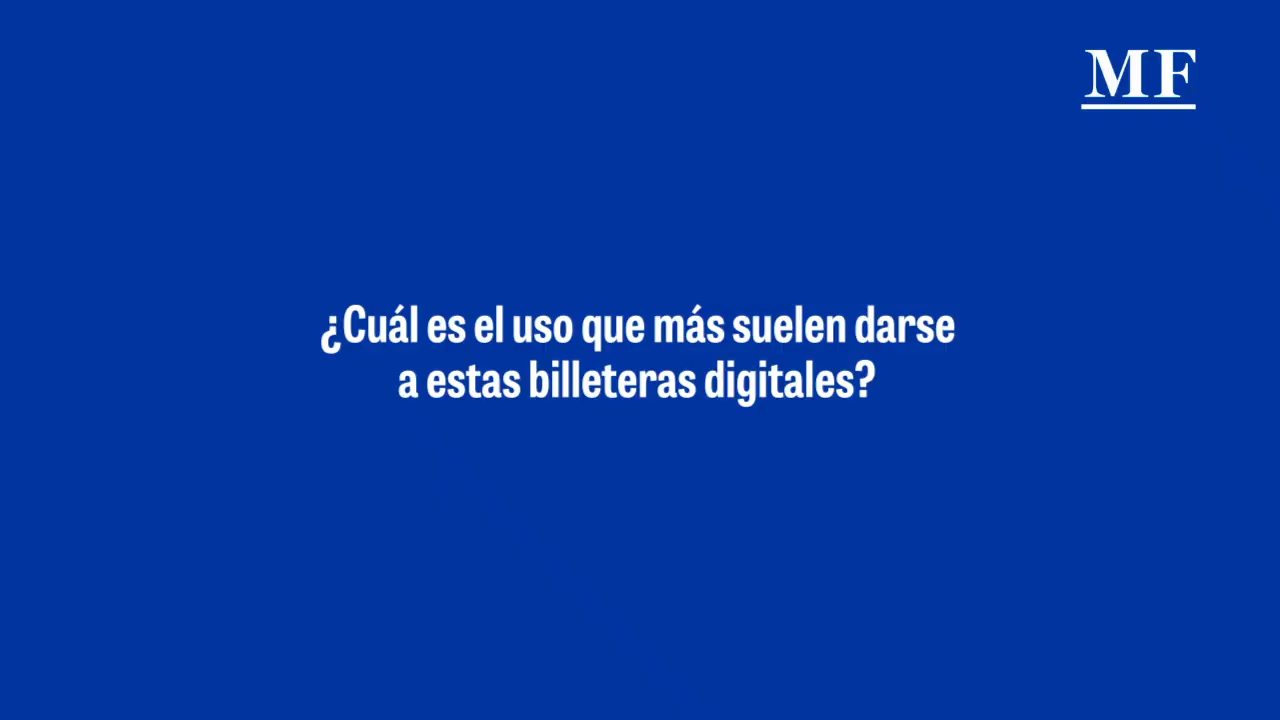 MF
¿Cuál es el uso que más suelen darse
a estas billeteras digitales?